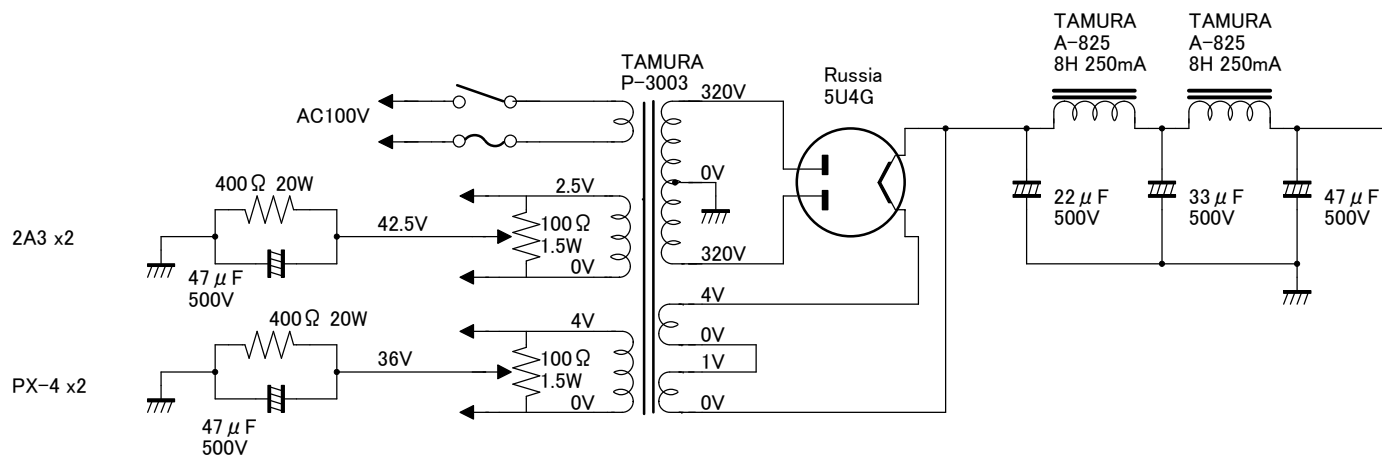 TAMURA
A-825
8H 250mA
TAMURA
A-825
8H 250mA
TAMURA
P-3003
Russia
5U4G
AC100V
320V
0V
320V
22μF
500V
33μF
500V
47μF
500V
2A3 x2
400Ω 20W
47μF
500V
42.5V
2.5V
100Ω
1.5W
0V
PX-4 x2
400Ω 20W
47μF
500V
36V
4V
100Ω
1.5W
0V
4V
0V
1V
0V